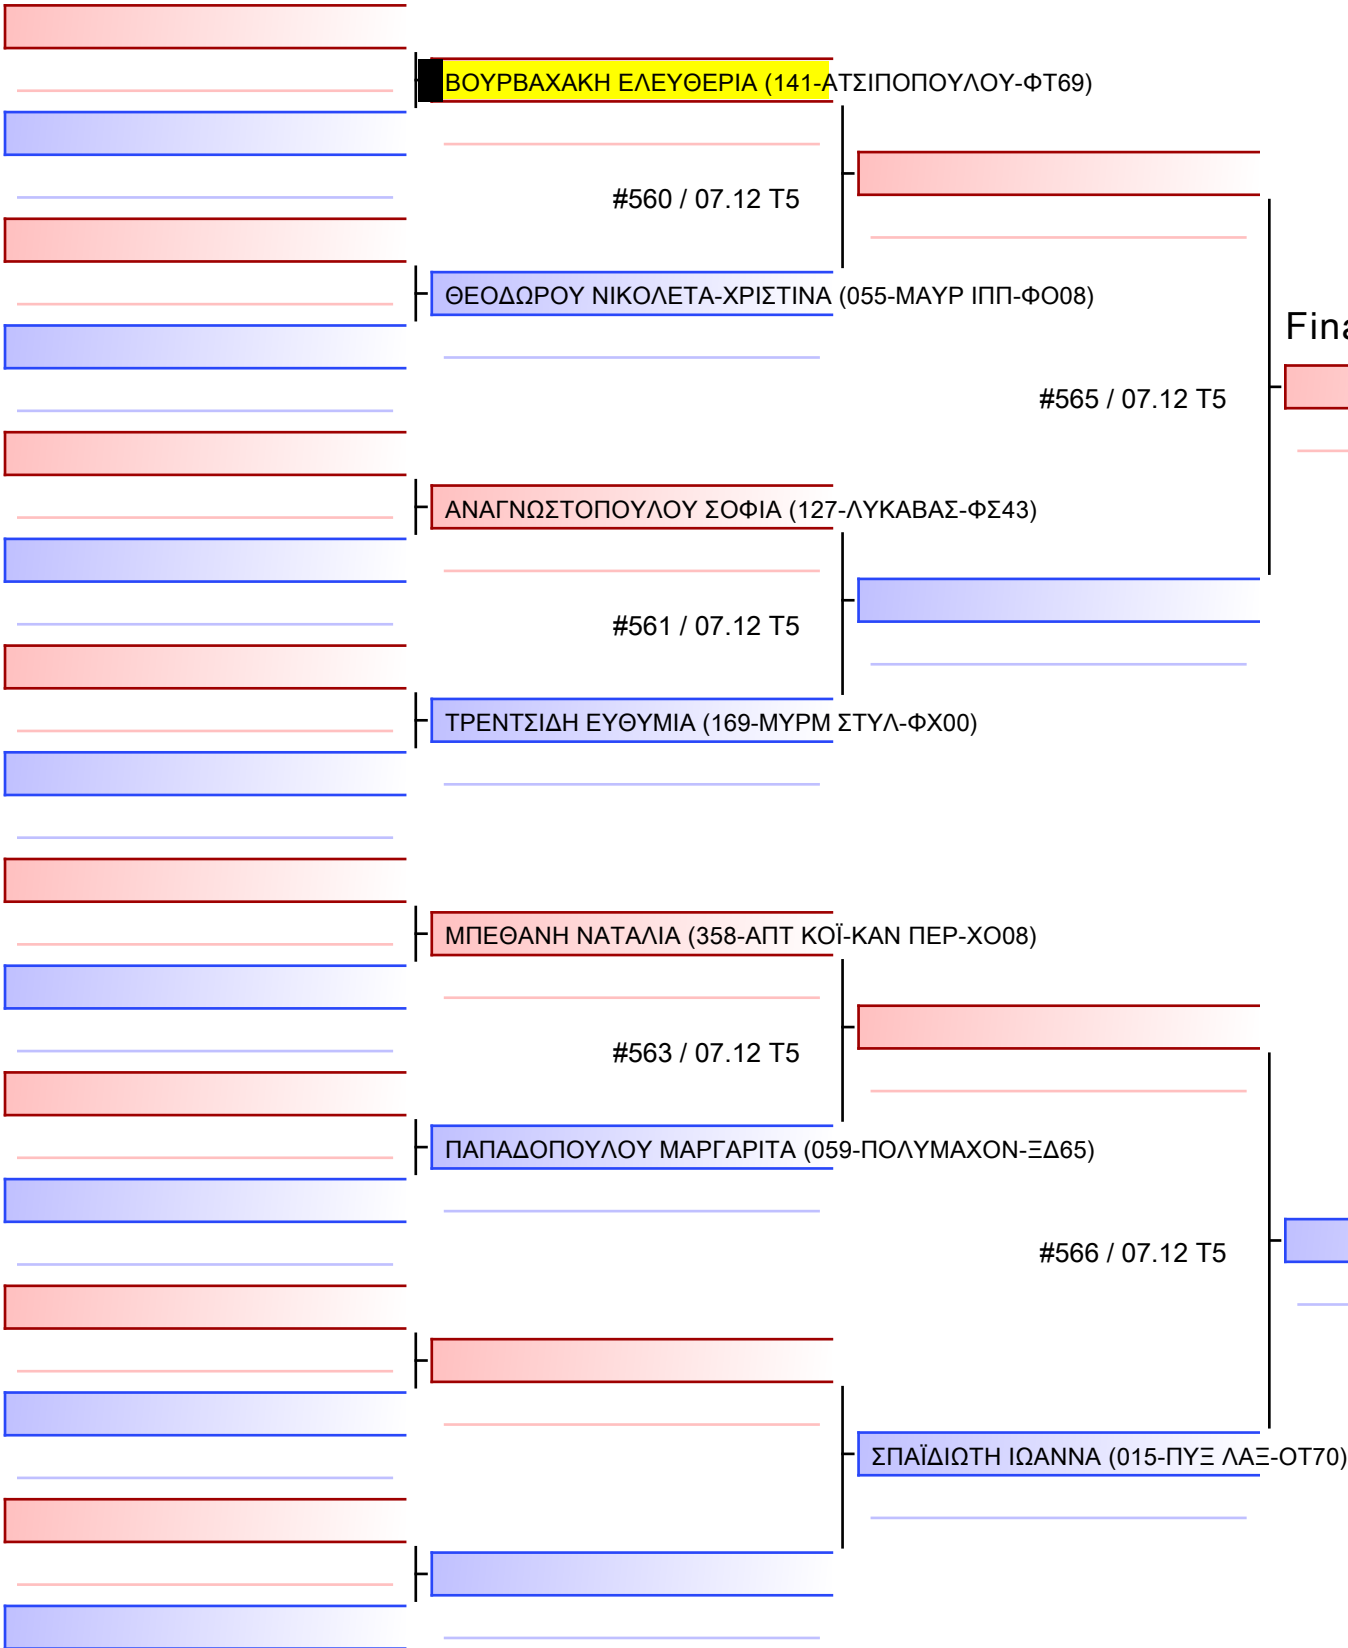 ΒΟΥΡΒΑΧΑΚΗ ΕΛΕΥΘΕΡΙΑ (141-ΑΤΣΙΠΟΠΟΥΛΟΥ-ΦΤ69)
#560 / 07.12 T5
ΘΕΟΔΩΡΟΥ ΝΙΚΟΛΕΤΑ-ΧΡΙΣΤΙΝΑ (055-ΜΑΥΡ ΙΠΠ-ΦΟ08)
#565 / 07.12 T5
ΑΝΑΓΝΩΣΤΟΠΟΥΛΟΥ ΣΟΦΙΑ (127-ΛΥΚΑΒΑΣ-ΦΣ43)
#561 / 07.12 T5
ΤΡΕΝΤΣΙΔΗ ΕΥΘΥΜΙΑ (169-ΜΥΡΜ ΣΤΥΛ-ΦΧ00)
ΜΠΕΘΑΝΗ ΝΑΤΑΛΙΑ (358-ΑΠΤ ΚΟΪ-ΚΑΝ ΠΕΡ-ΧΟ08)
#563 / 07.12 T5
ΠΑΠΑΔΟΠΟΥΛΟΥ ΜΑΡΓΑΡΙΤΑ (059-ΠΟΛΥΜΑΧΟΝ-ΞΔ65)
#566 / 07.12 T5
ΣΠΑΪΔΙΩΤΗ ΙΩΑΝΝΑ (015-ΠΥΞ ΛΑΞ-ΟΤ70)